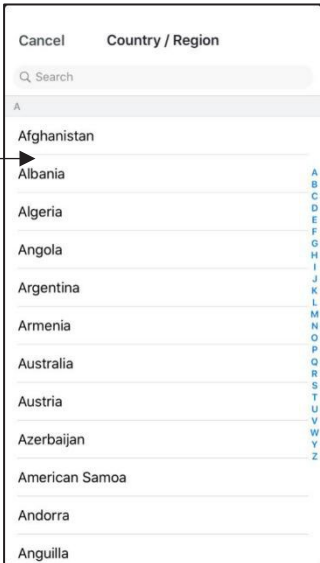 Cancel Country / Region
Search
A
Afghanistan
Albania
Algeria
Angola
Argentina
Armenia
Australia
Austria
Azerbaijan
American Samoa
Andorra
Anguilla
A
B
C
D
E
F
G
H
I
J
K
L
M
N
O
P
Q
R
S
T
U
V
W
Y
Z